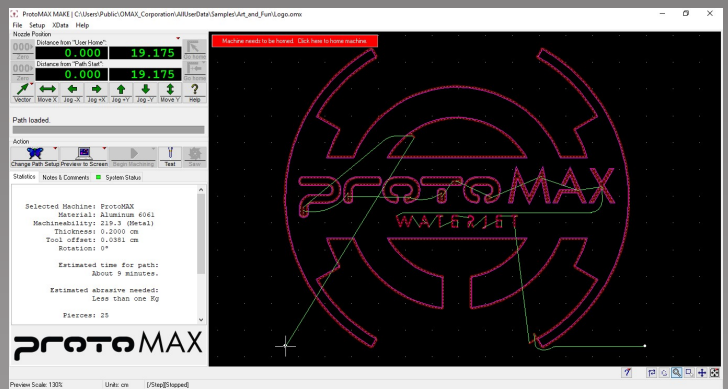 ProtoMAX MAKE | C:\Users\Public\OMAX_Corporation\AllUserData\Samples\Art_and_Fun\Logo.omx
File Setup XData Help
Nozzle Position
Distance from "User Home":
000>
Zero
0.000
19.175
Go home
Distance from "Path Start":
000>
Zero
0.000
19.175
Go home
Vector Move X Jog -X Jog +X Jog +Y Jog -Y Move Y Help
Machine needs to be homed. Click here to home machine.
Path loaded.
Action
Change Path Setup Preview to Screen Begin Machining Test Save
Statistics Notes & Comments System Status
Selected Machine: ProtoMAX
Material: Aluminum 6061
Machineability: 219.3 (Metal)
Thickness: 0.2000 cm
Tool offset: 0.0381 cm
Rotation: 0°
Estimated time for path:
About 9 minutes.
Estimated abrasive needed:
Less than one Kg
Pierces: 25
protoMAX
protoMAX
WATERJET
Preview Scale: 130% Units: cm [/Step][Stopped]